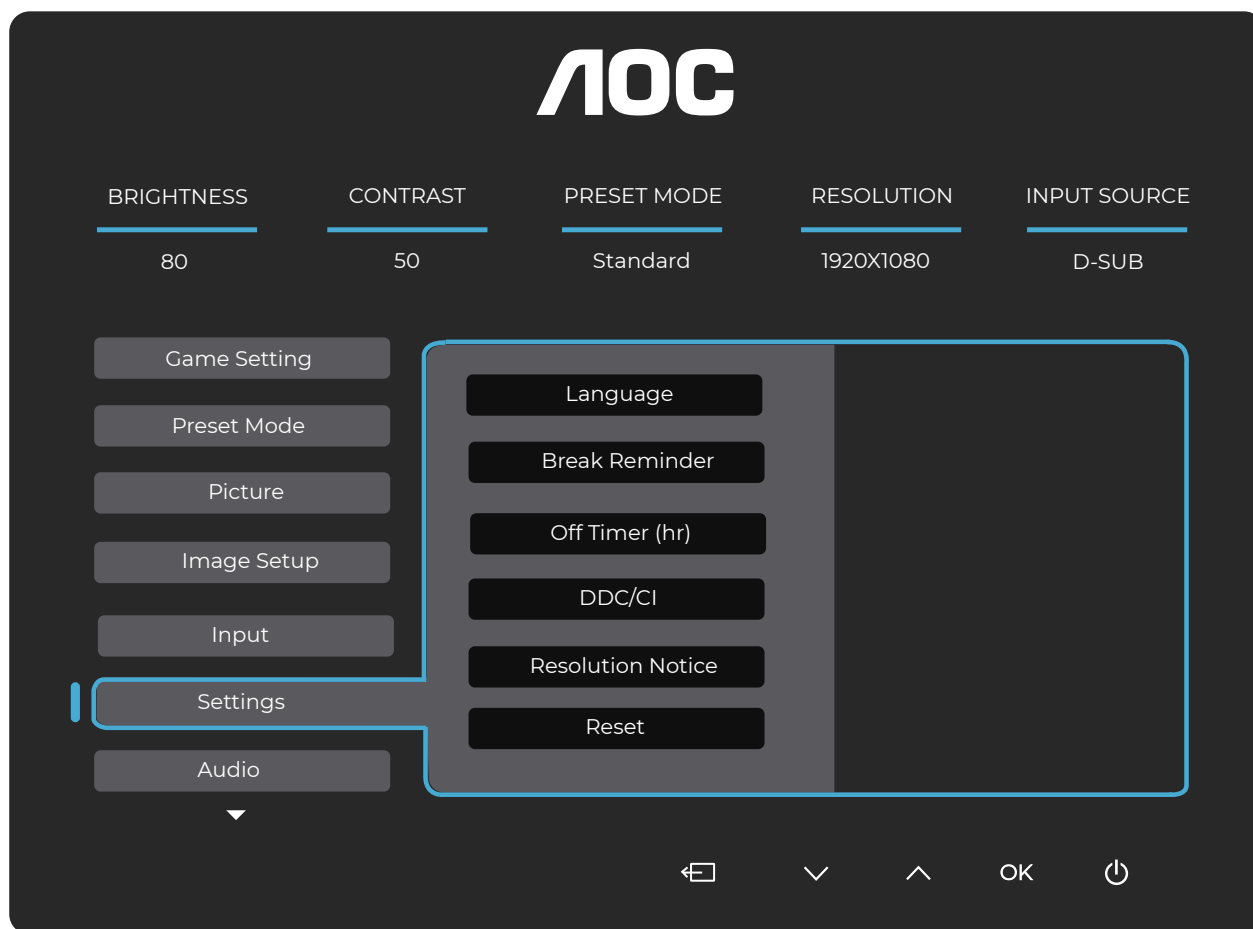 AOC
BRIGHTNESS CONTRAST PRESET MODE RESOLUTION INPUT SOURCE
80 50 Standard 1920X1080 D-SUB
Game Setting
Preset Mode
Picture
Image Setup
Input
Settings
Audio
Language
Break Reminder
Off Timer (hr)
DDC/CI
Resolution Notice
Reset
OK